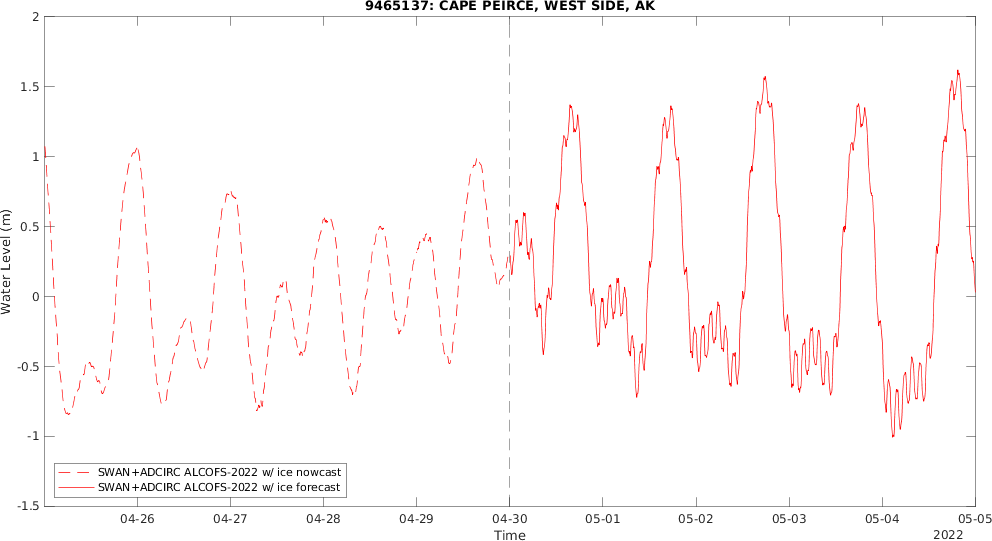 9465137: CAPE PEIRCE, WEST SIDE, AK
2
1.5
1
0.5
0
-0.5
-1
-1.5
Water Level (m)
SWAN+ADCIRC ALCOFS-2022 w/ ice nowcast
SWAN+ADCIRC ALCOFS-2022 w/ ice forecast
04-26 04-27 04-28 04-29 04-30 05-01 05-02 05-03 05-04 05-05
Time
2022